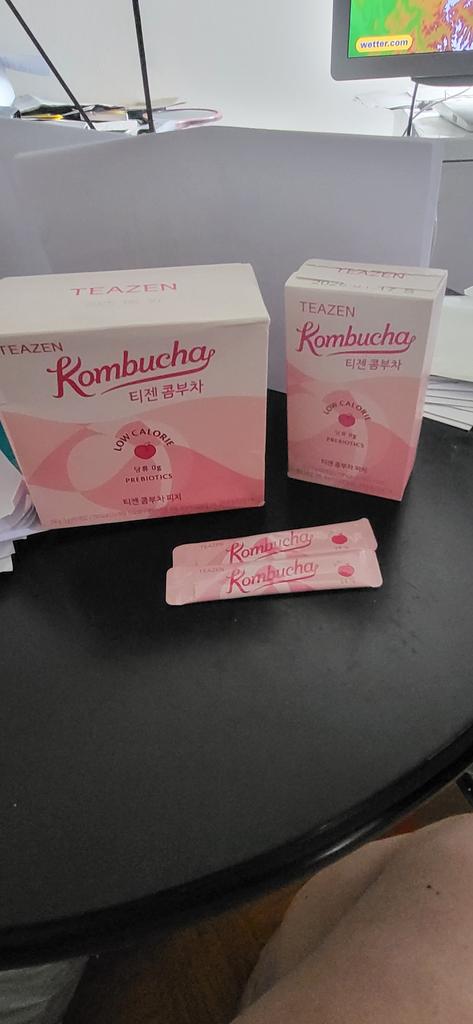 wetter.com
TEAZEN
TEAZEN
Kombucha
티젠 콤부차
LOW CALORIE
당류 0g
PREBIOTICS
티젠 콤부차 피치
TEAZEN
TEAZEN
Kombucha
티젠 콤부차
LOW CALORIE
당류 0g
PREBIOTICS
티젠 콤부차 피치
TEAZEN
Kombucha
TEAZEN
Kombucha